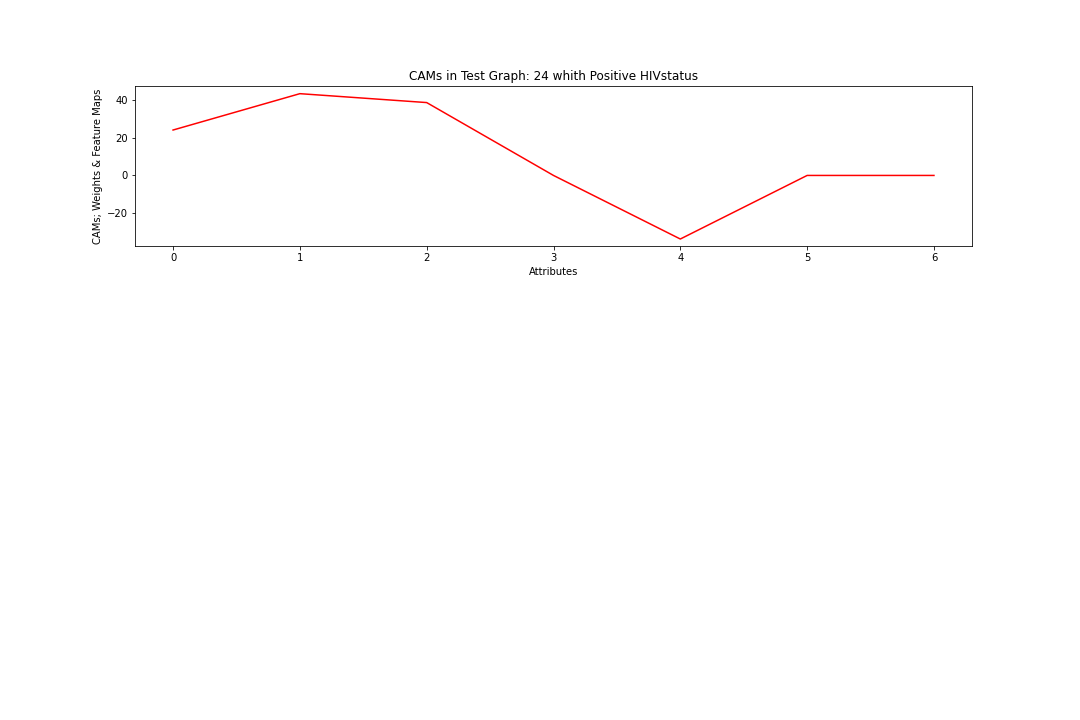 CAMs in Test Graph: 24 whith Positive HIVstatus
CAMs; Weights & Feature Maps
40
20
0
−20
0 1 2 3 4 5 6
Attributes